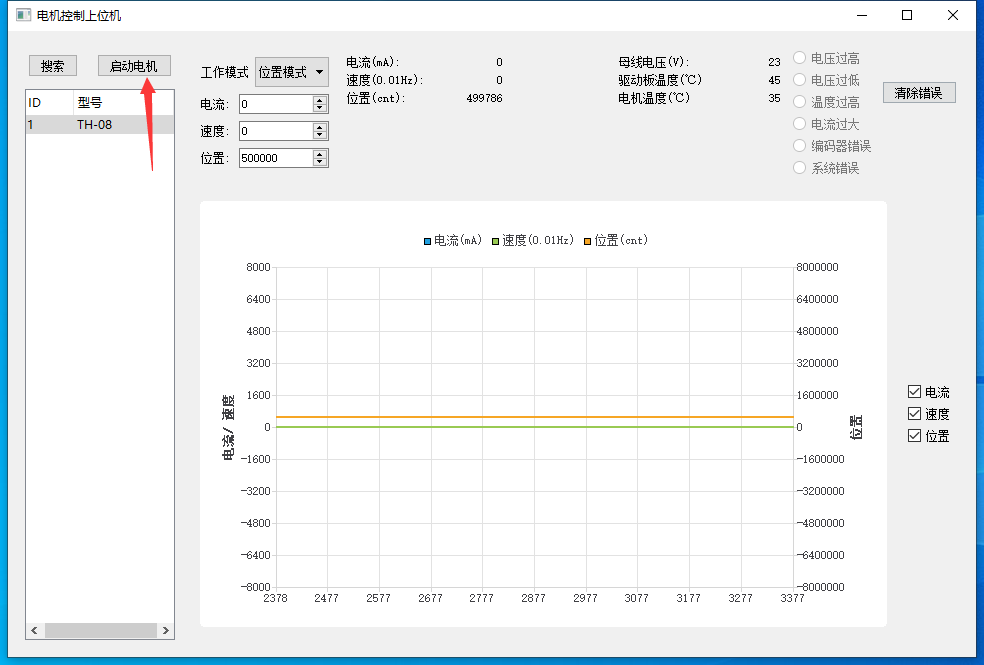 电机控制上位机
搜索 启动电机
ID 型号
1 TH-08
工作模式 位置模式
电流: 0
速度: 0
位置: 500000
电流(mA): 0
速度(0.01Hz): 0
位置(cnt): 499786
母线电压(V): 23
驱动板温度(℃) 45
电机温度(℃) 35
电压过高
电压过低
温度过高
电流过大
编码器错误
系统错误
清除错误
电流(mA) 速度(0.01Hz) 位置(cnt)
8000 8000000
6400 6400000
4800 4800000
3200 3200000
1600 1600000
0 0
-1600 -1600000
-3200 -3200000
-4800 -4800000
-6400 -6400000
-8000 -8000000
电流/ 速度
位置
2378 2477 2577 2677 2777 2877 2977 3077 3177 3277 3377
电流
速度
位置